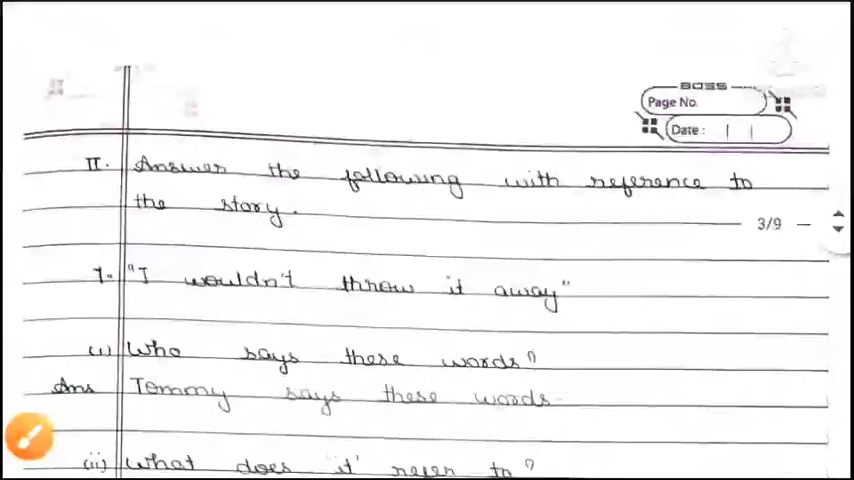 BOSS
Page No.
Date :
II. Answer the following with reference to
the story.
3/9
1. "I wouldn't throw it away"
(i) Who says these words?
Ans Tommy says these words
(ii) What does 'it' refer to?